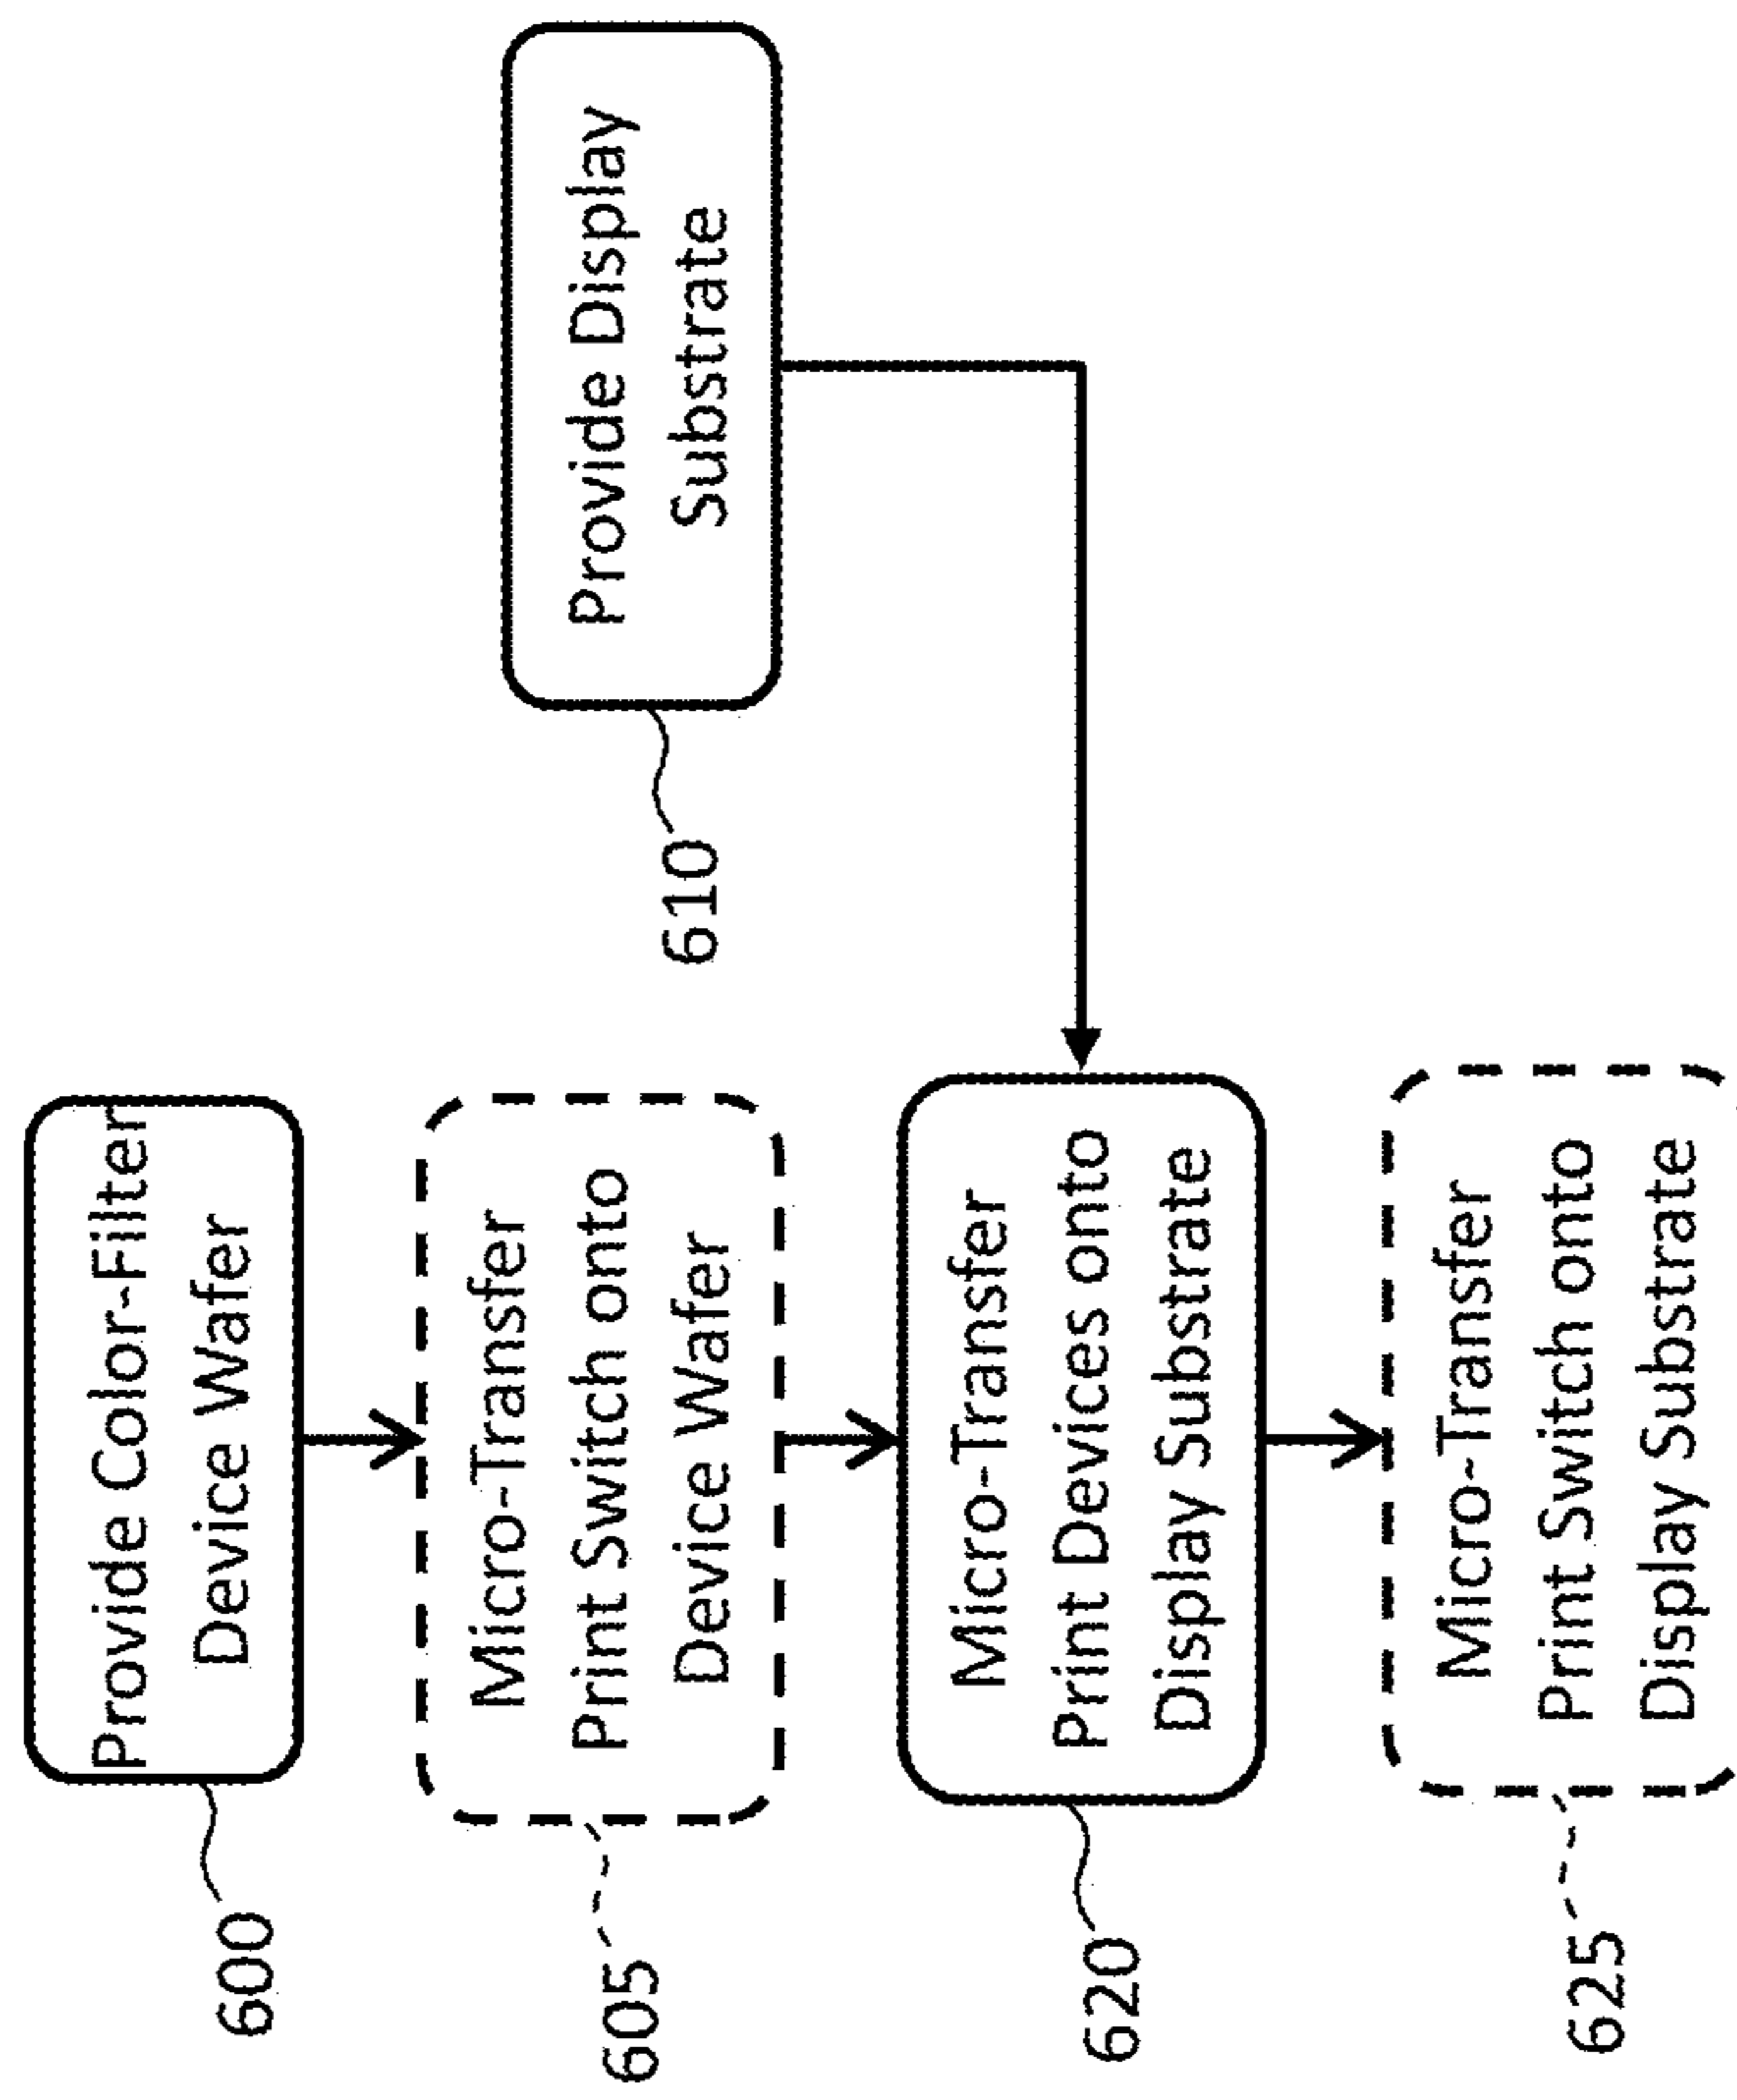 600
Provide Color-Filter
Device Wafer
605
Micro-Transfer
Print Switch onto
Device Wafer
610
Provide Display
Substrate
620
Micro-Transfer
Print Devices onto
Display Substrate
625
Micro-Transfer
Print Switch onto
Display Substrate